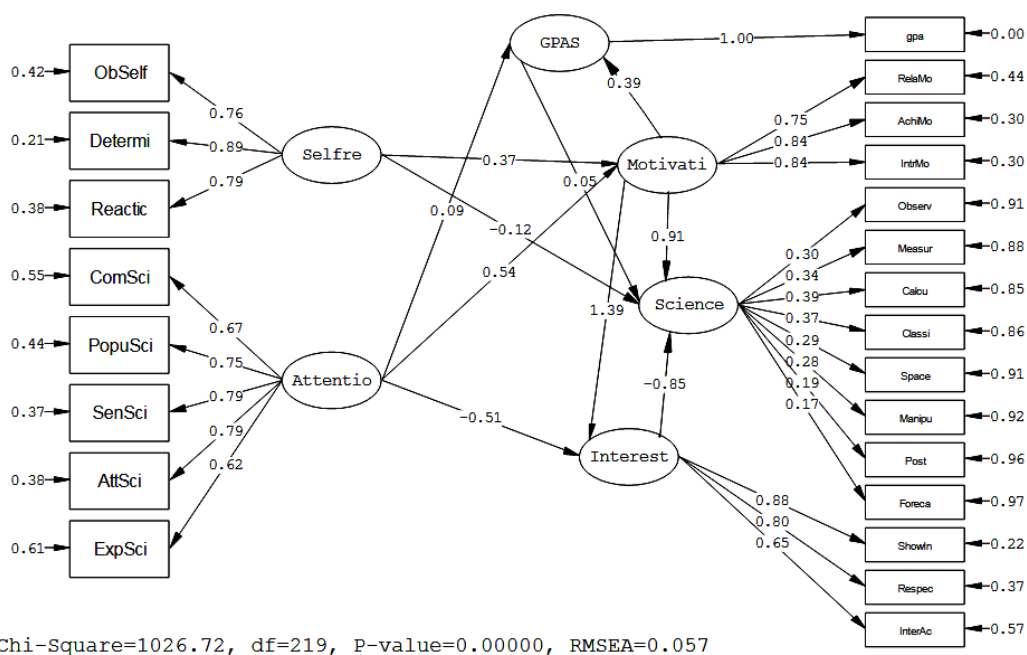 GPAS
gpa
1.00
0.00
0.42
ObSelf
RelaMo
0.44
0.76
0.39
0.75
0.21
Determi
0.89
AchiMo
0.30
0.84
Selfre
0.37
Motivati
0.84
IntrMo
0.30
0.79
0.05
0.38
Reactic
Observ
0.91
0.09
-0.12
0.91
0.30
Measur
0.88
0.34
0.55
ComSci
0.54
0.39
Calcu
0.85
1.39
Science
0.37
0.67
Classi
0.86
0.29
0.44
PopuSci
0.75
0.28
Space
0.91
Attentio
-0.85
0.19
0.79
0.17
0.37
SenSci
-0.51
Manipu
0.92
0.79
Interest
Post
0.96
0.62
0.38
AttSci
0.88
Foreca
0.97
0.80
0.65
ShowIn
0.22
0.61
ExpSci
Respec
0.37
InterAc
0.57
Chi-Square=1026.72, df=219, P-value=0.00000, RMSEA=0.057